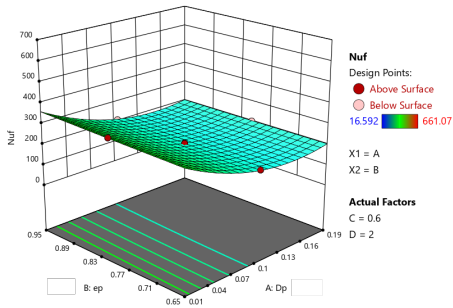 700
600
500
400
300
200
100
0
Nuf
0.95
0.89
0.83
0.77
0.71
0.65
0.01
0.04
0.07
0.1
0.13
0.16
0.19
B: ep
A: Dp
Nuf
Design Points:
Above Surface
Below Surface
16.592 661.07
X1 = A
X2 = B
Actual Factors
C = 0.6
D = 2